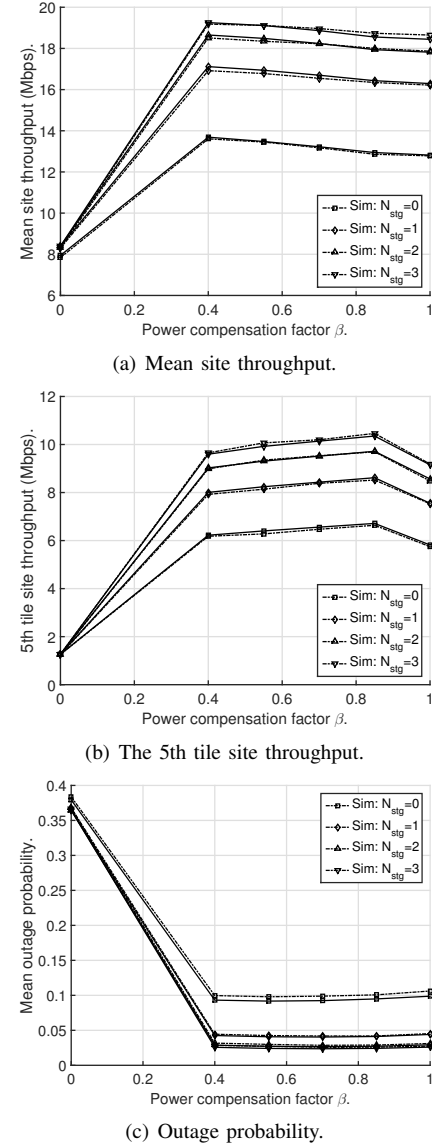 20
18
16
14
12
10
8
6
Mean site throughput (Mbps).
Sim: N_stg=0
Sim: N_stg=1
Sim: N_stg=2
Sim: N_stg=3
0 0.2 0.4 0.6 0.8 1
Power compensation factor β.
(a) Mean site throughput.
12
10
8
6
4
2
0
5th tile site throughput (Mbps).
Sim: N_stg=0
Sim: N_stg=1
Sim: N_stg=2
Sim: N_stg=3
0 0.2 0.4 0.6 0.8 1
Power compensation factor β.
(b) The 5th tile site throughput.
0.4
0.35
0.3
0.25
0.2
0.15
0.1
0.05
0
Mean outage probability.
Sim: N_stg=0
Sim: N_stg=1
Sim: N_stg=2
Sim: N_stg=3
0 0.2 0.4 0.6 0.8 1
Power compensation factor β.
(c) Outage probability.